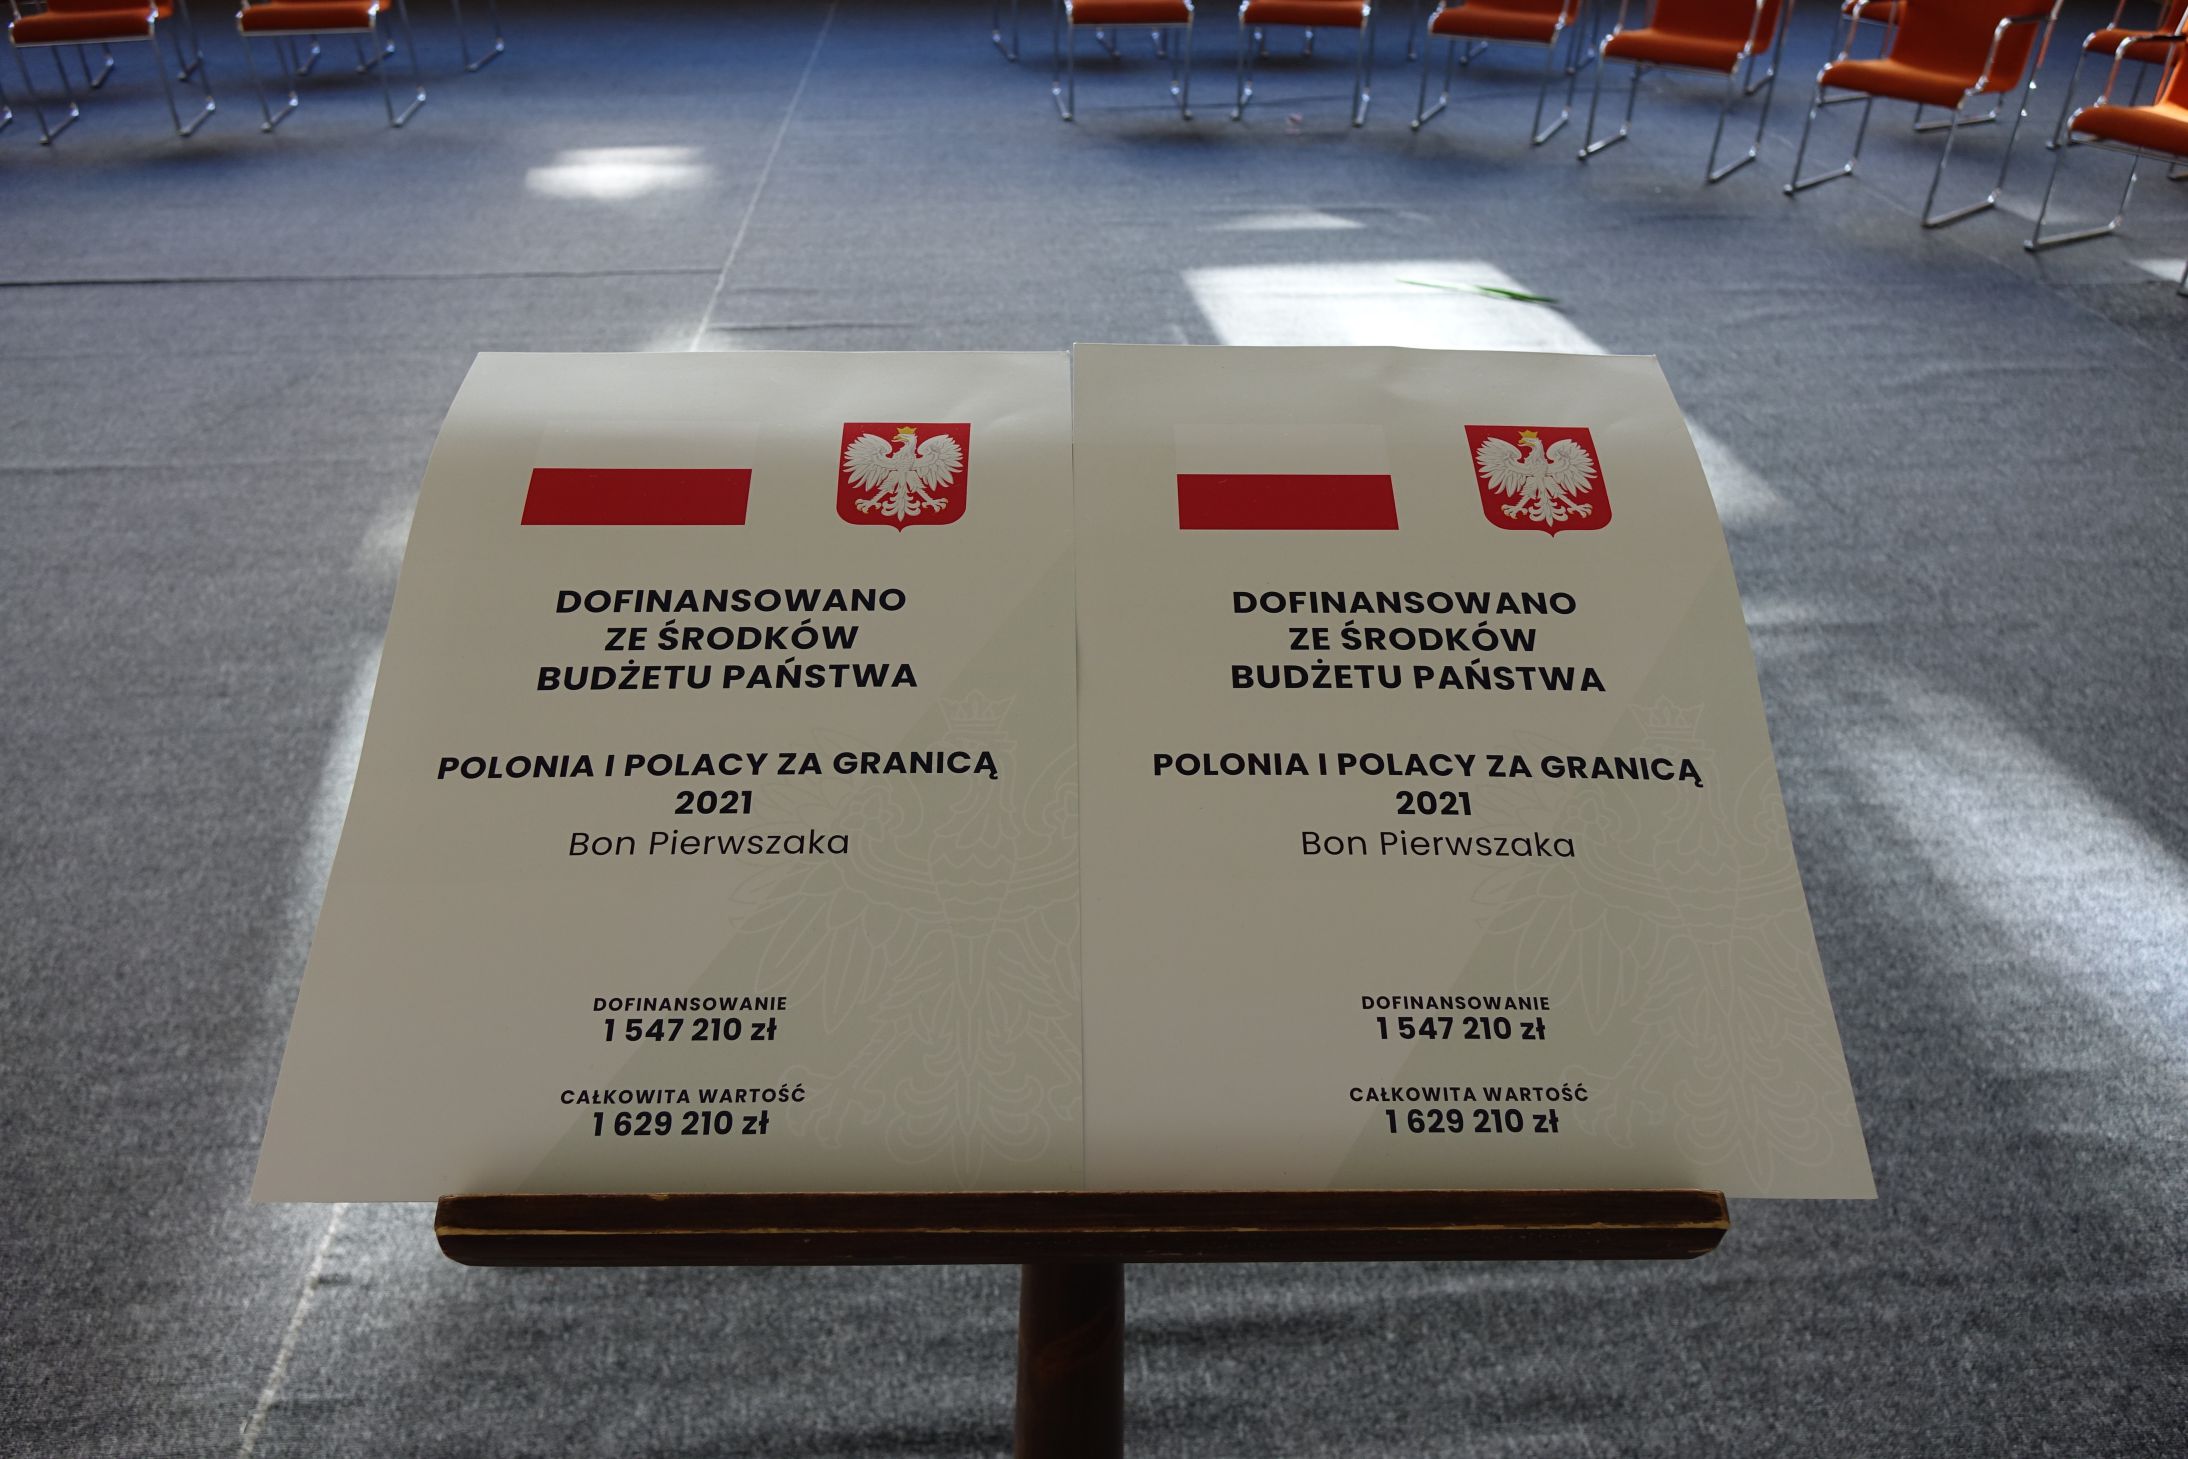 DOFINANSOWANO
ZE ŚRODKÓW
BUDŻETU PAŃSTWA
POLONIA I POLACY ZA GRANICĄ
2021
Bon Pierwszaka
DOFINANSOWANIE
1 547 210 zł
CAŁKOWITA WARTOŚĆ
1 629 210 zł
DOFINANSOWANO
ZE ŚRODKÓW
BUDŻETU PAŃSTWA
POLONIA I POLACY ZA GRANICĄ
2021
Bon Pierwszaka
DOFINANSOWANIE
1 547 210 zł
CAŁKOWITA WARTOŚĆ
1 629 210 zł